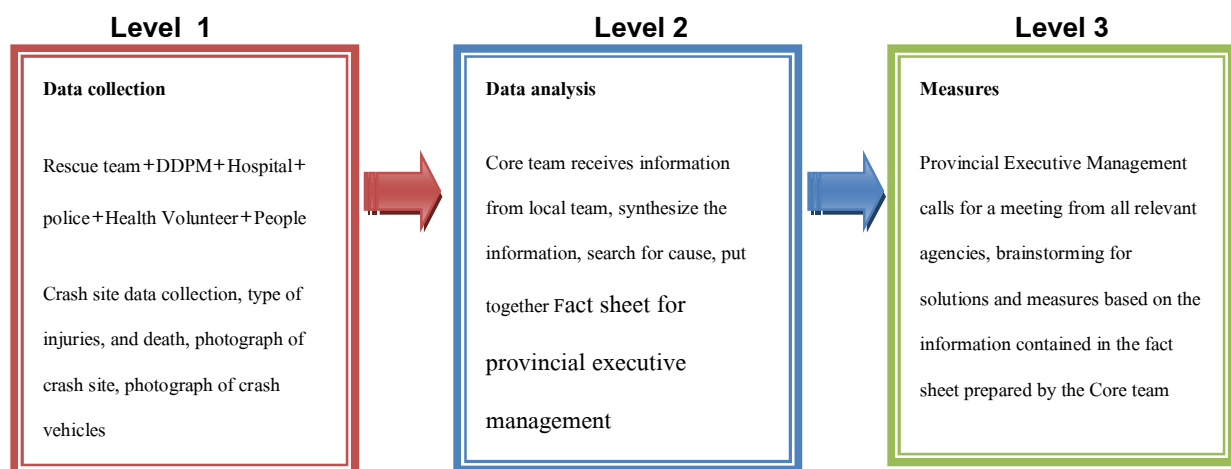 Level 1
Data collection
Rescue team+DDPM+Hospital+
police+Health Volunteer+People
Crash site data collection, type of
injuries, and death, photograph of
crash site, photograph of crash
vehicles
Level 2
Data analysis
Core team receives information
from local team, synthesize the
information, search for cause, put
together Fact sheet for
provincial executive
management
Level 3
Measures
Provincial Executive Management
calls for a meeting from all relevant
agencies, brainstorming for
solutions and measures based on the
information contained in the fact
sheet prepared by the Core team